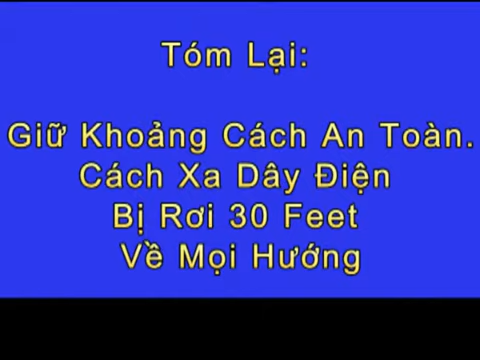 Tóm Lại:
Giữ Khoảng Cách An Toàn.
Cách Xa Dây Điện
Bị Rơi 30 Feet
Về Mọi Hướng